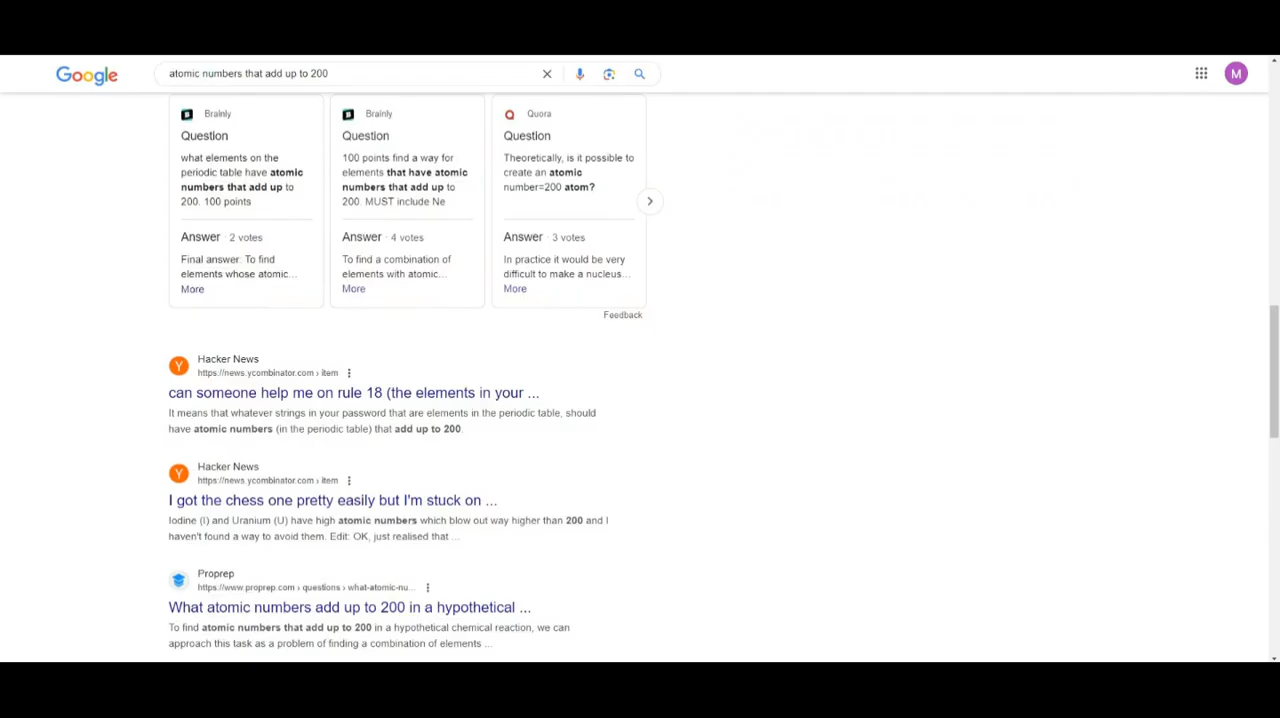 Google
atomic numbers that add up to 200
M
Brainly
Question
what elements on the
periodic table have atomic
numbers that add up to
200. 100 points
Answer · 2 votes
Final answer: To find
elements whose atomic...
More
Brainly
Question
100 points find a way for
elements that have atomic
numbers that add up to
200. MUST include Ne
Answer · 4 votes
To find a combination of
elements with atomic...
More
Quora
Question
Theoretically, is it possible to
create an atomic
number=200 atom?
Answer · 3 votes
In practice it would be very
difficult to make a nucleus...
More
Feedback
Hacker News
https://news.ycombinator.com › item
can someone help me on rule 18 (the elements in your ...
It means that whatever strings in your password that are elements in the periodic table, should
have atomic numbers (in the periodic table) that add up to 200.
Hacker News
https://news.ycombinator.com › item
I got the chess one pretty easily but I'm stuck on ...
Iodine (I) and Uranium (U) have high atomic numbers which blow out way higher than 200 and I
haven't found a way to avoid them. Edit: OK, just realised that ...
Proprep
https://www.proprep.com › questions › what-atomic-nu...
What atomic numbers add up to 200 in a hypothetical ...
To find atomic numbers that add up to 200 in a hypothetical chemical reaction, we can
approach this task as a problem of finding a combination of elements ...